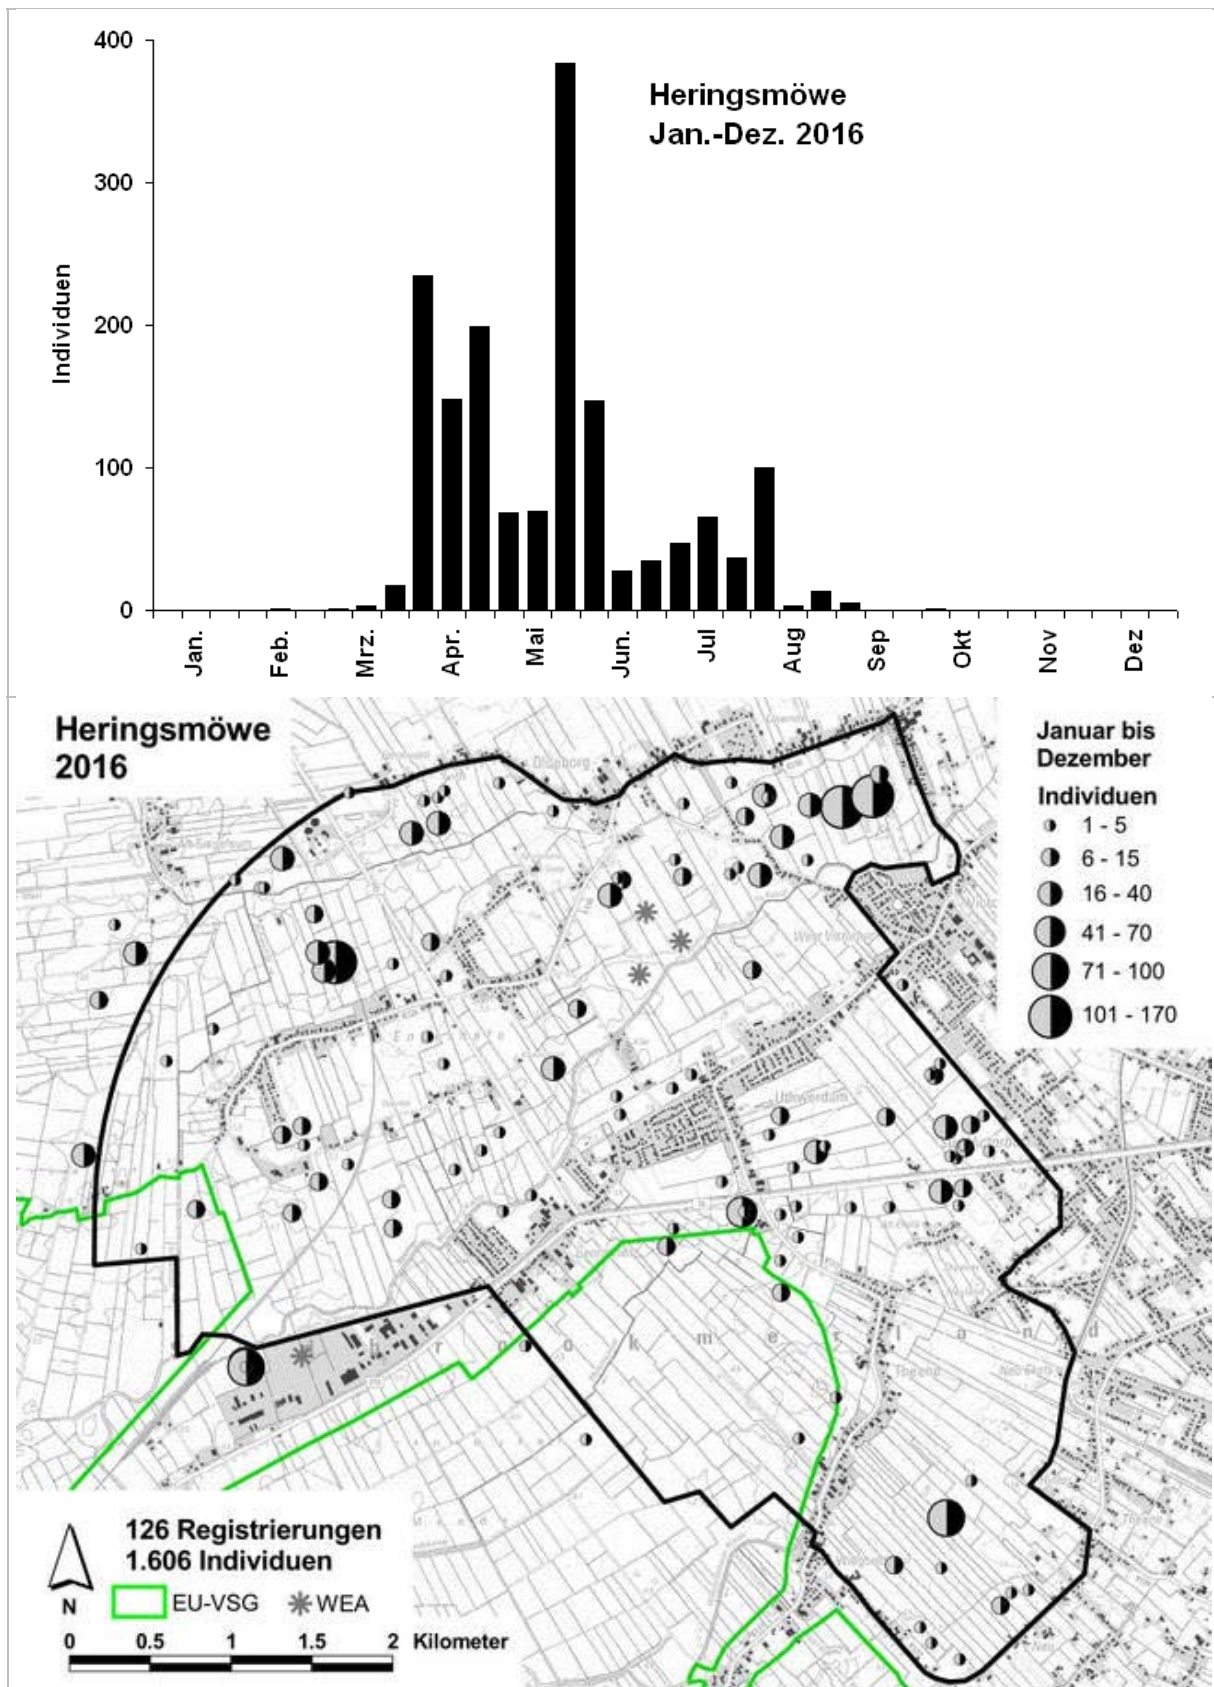 400
300
200
100
0
Individuen
Heringsmöwe
Jan.-Dez. 2016
Jan. Feb. Mrz. Apr. Mai Jun. Jul Aug Sep Okt Nov Dez
Heringsmöwe
2016
Januar bis
Dezember
Individuen
1 - 5
6 - 15
16 - 40
41 - 70
71 - 100
101 - 170
Uthwerdum
126 Registrierungen
1.606 Individuen
EU-VSG WEA
N
0 0.5 1 1.5 2 Kilometer